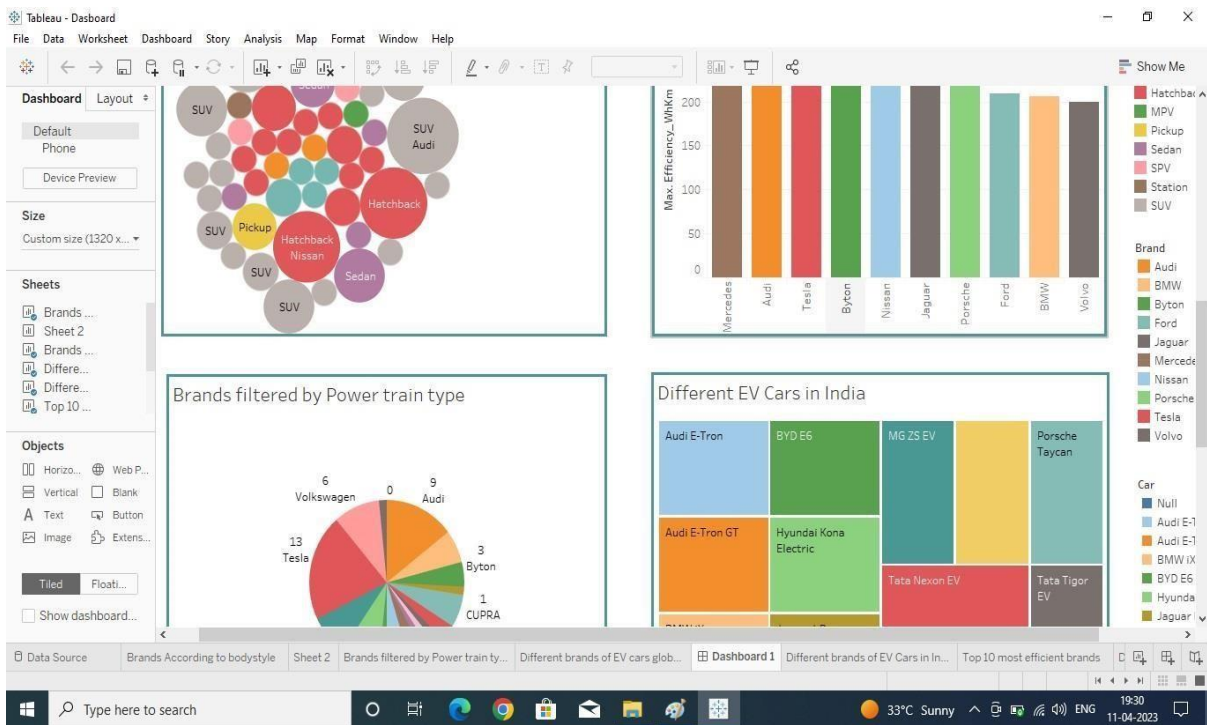 Tableau - Dasboard
File Data Worksheet Dashboard Story Analysis Map Format Window Help
Show Me
Dashboard Layout
Default
Phone
Device Preview
Size
Custom size (1320 x...
Sheets
Brands ...
Sheet 2
Brands ...
Differe...
Differe...
Top 10 ...
Objects
Horizo... Web P...
Vertical Blank
Text Button
Image Extens...
Tiled Floati...
Show dashboard...
Sedan
SUV
SUV
Audi
Hatchback
SUV
Pickup
Hatchback
Nissan
SUV
Sedan
SUV
Max. Efficiency_WhKm
200
150
100
50
0
Mercedes
Audi
Tesla
Byton
Nissan
Jaguar
Porsche
Ford
BMW
Volvo
Hatchbac
MPV
Pickup
Sedan
SPV
Station
SUV
Brand
Audi
BMW
Byton
Ford
Jaguar
Mercede
Nissan
Porsche
Tesla
Volvo
Brands filtered by Power train type
6
Volkswagen
0
9
Audi
13
Tesla
3
Byton
1
CUPRA
Different EV Cars in India
Audi E-Tron
BYD E6
MG ZS EV
Porsche
Taycan
Audi E-Tron GT
Hyundai Kona
Electric
Tata Nexon EV
Tata Tigor
EV
Car
Null
Audi E-T
Audi E-T
BMW iX
BYD E6
Hyunda
Jaguar
Data Source Brands According to bodystyle Sheet 2 Brands filtered by Power train ty... Different brands of EV cars glob... Dashboard 1 Different brands of EV Cars in In... Top 10 most efficient brands D
Type here to search
33°C Sunny ENG
19:30
11-04-2023